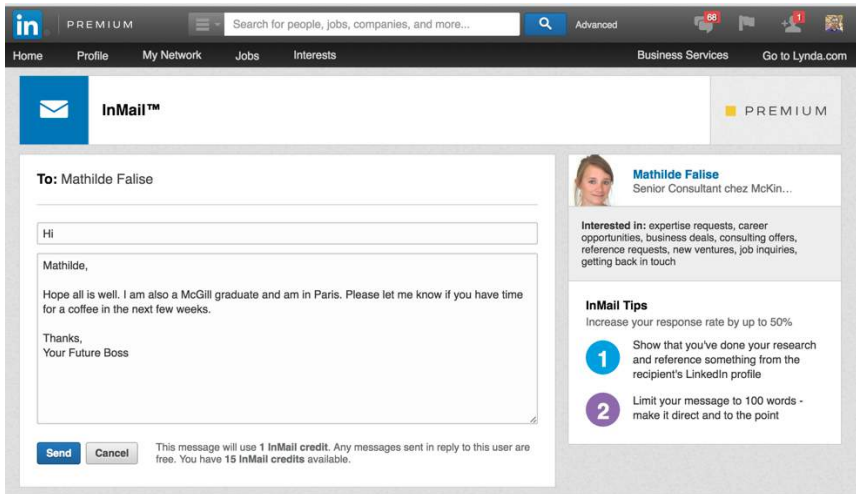 in PREMIUM Search for people, jobs, companies, and more... Advanced 68 1
Home Profile My Network Jobs Interests Business Services Go to Lynda.com
InMail™
PREMIUM
To: Mathilde Falise
Hi
Mathilde,
Hope all is well. I am also a McGill graduate and am in Paris. Please let me know if you have time
for a coffee in the next few weeks.
Thanks,
Your Future Boss
Send Cancel
This message will use 1 InMail credit. Any messages sent in reply to this user are
free. You have 15 InMail credits available.
Mathilde Falise
Senior Consultant chez McKin...
Interested in: expertise requests, career
opportunities, business deals, consulting offers,
reference requests, new ventures, job inquiries,
getting back in touch
InMail Tips
Increase your response rate by up to 50%
1
Show that you've done your research
and reference something from the
recipient's LinkedIn profile
2
Limit your message to 100 words -
make it direct and to the point